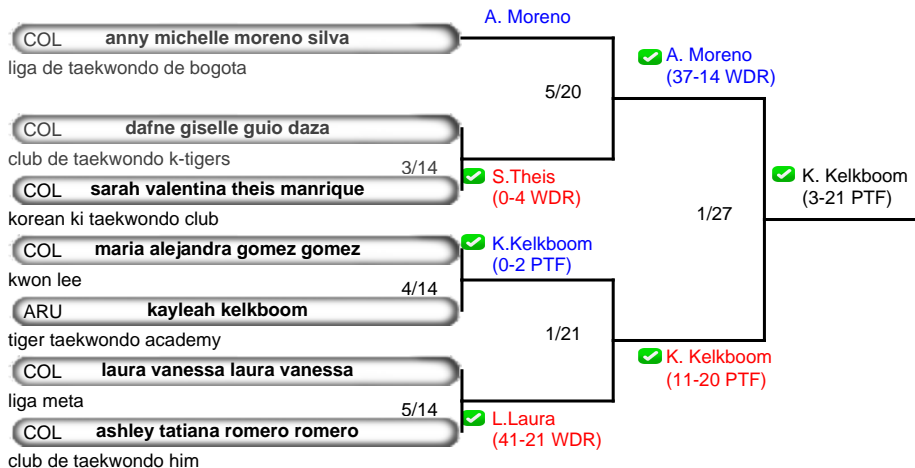 A. Moreno
COL anny michelle moreno silva
liga de taekwondo de bogota
A. Moreno
(37-14 WDR)
5/20
COL dafne giselle guio daza
club de taekwondo k-tigers
3/14
S.Theis
(0-4 WDR)
COL sarah valentina theis manrique
korean ki taekwondo club
K. Kelkboom
(3-21 PTF)
1/27
COL maria alejandra gomez gomez
kwon lee
K.Kelkboom
(0-2 PTF)
4/14
ARU kayleah kelkboom
tiger taekwondo academy
1/21
COL laura vanessa laura vanessa
liga meta
K. Kelkboom
(11-20 PTF)
5/14
L.Laura
(41-21 WDR)
COL ashley tatiana romero romero
club de taekwondo him